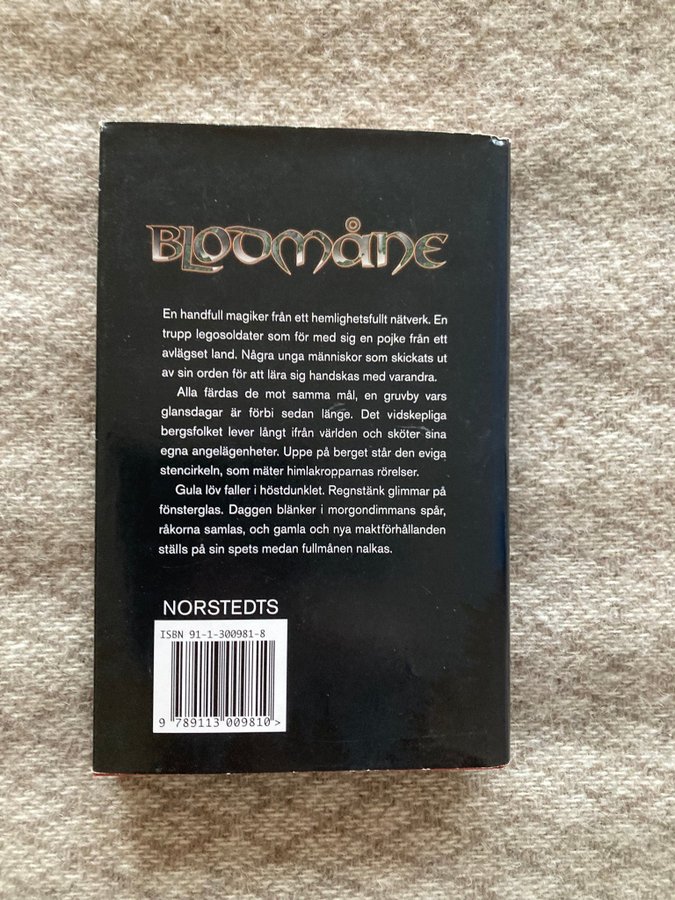 BLODMÅNE
En handfull magiker från ett hemlighetsfullt nätverk. En
trupp legosoldater som för med sig en pojke från ett
avlägset land. Några unga människor som skickats ut
av sin orden för att lära sig handskas med varandra.
Alla färdas de mot samma mål, en gruvby vars
glansdagar är förbi sedan länge. Det vidskepliga
bergsfolket lever långt ifrån världen och sköter sina
egna angelägenheter. Uppe på berget står den eviga
stencirkeln, som mäter himlakropparnas rörelser.
Gula löv faller i höstdunklet. Regnstänk glimmar på
fönsterglas. Daggen blänker i morgondimmans spår,
råkorna samlas, och gamla och nya maktförhållanden
ställs på sin spets medan fullmånen nalkas.
NORSTEDTS
ISBN 91-1-300981-8
9 789113 009810>